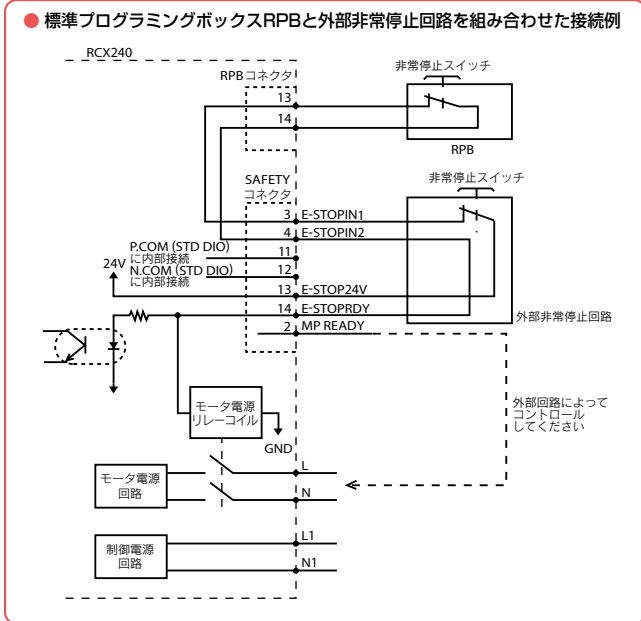 ● 標準プログラミングボックスRPBと外部非常停止回路を組み合わせた接続例
RCX240
RPBコネクタ
13
14
非常停止スイッチ
RPB
SAFETY
コネクタ
非常停止スイッチ
3 E-STOPIN1
4 E-STOPIN2
P.COM (STD DIO)
に内部接続
11
24V
N.COM (STD DIO)
に内部接続
12
13 E-STOP24V
14 E-STOPRDY
2 MP READY
外部非常停止回路
外部回路によって
コントロール
してください
モータ電源
リレーコイル
GND
モータ電源
回路
L
N
制御電源
回路
L1
N1